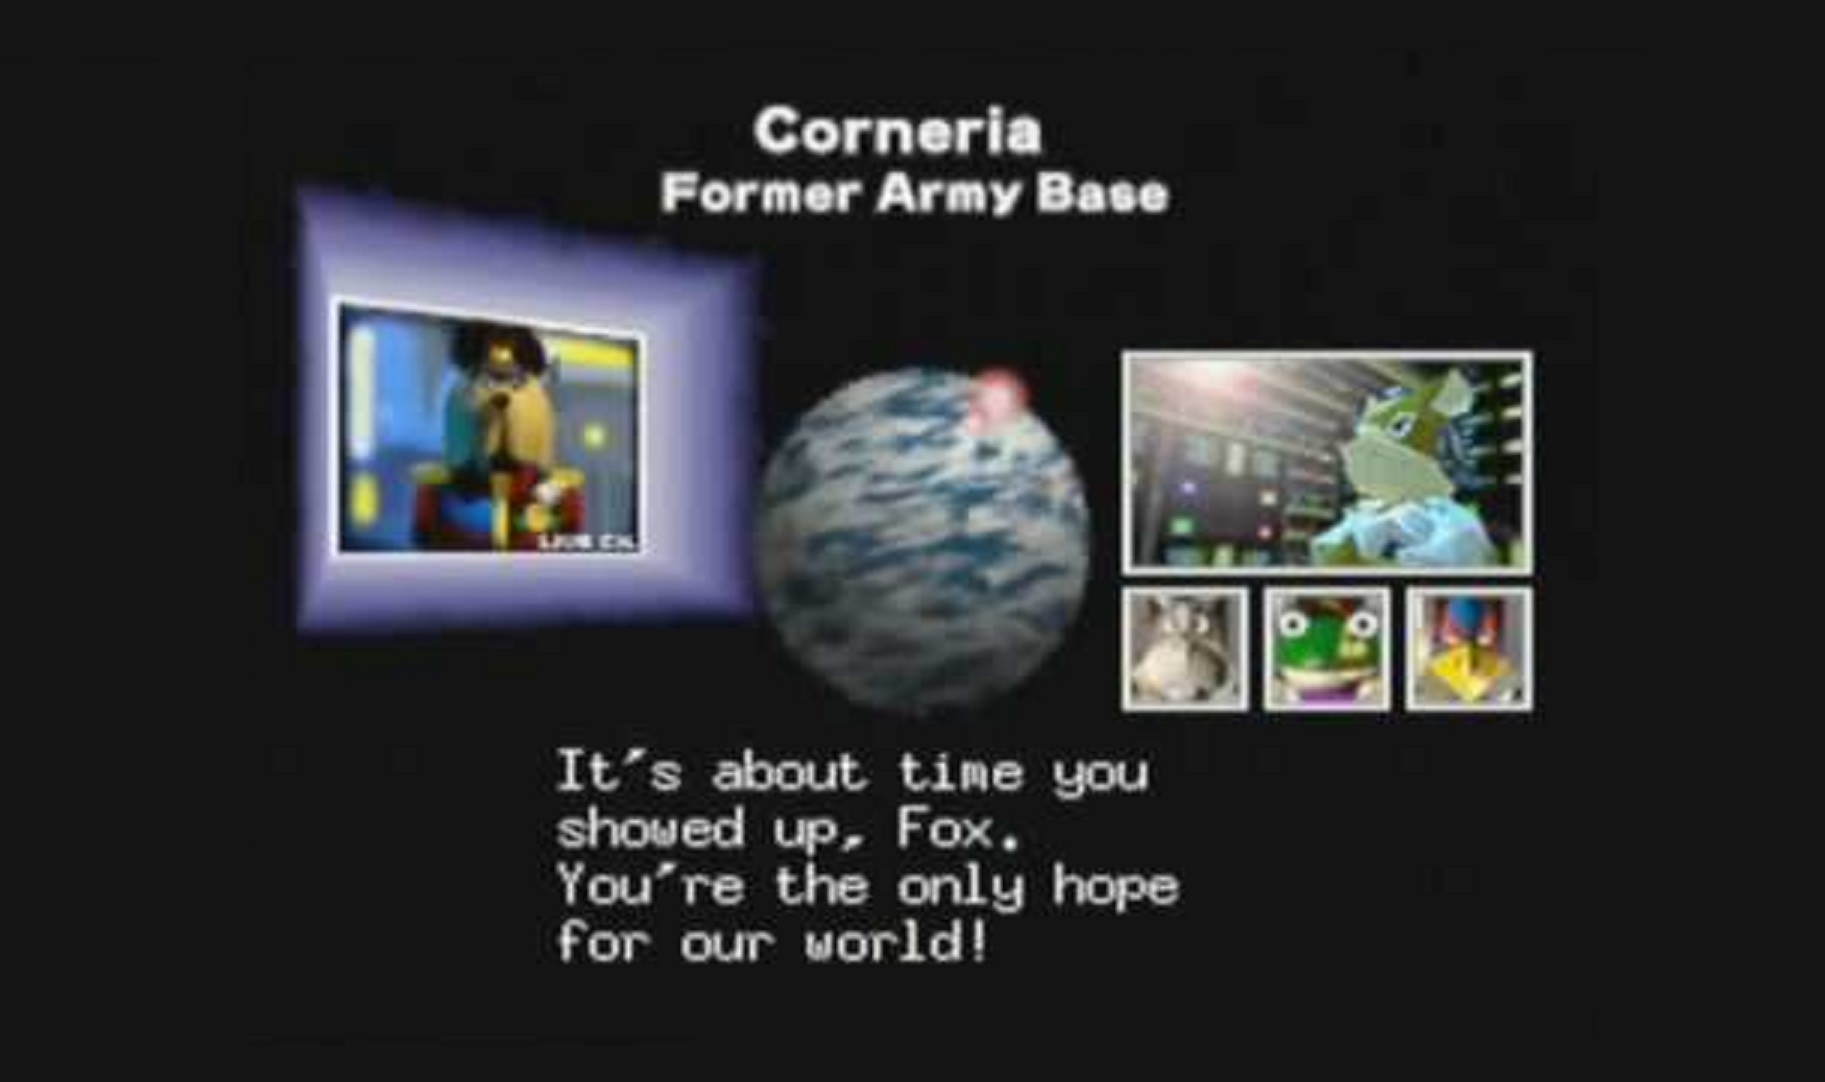 Corneria
Former Army Base
It's about time you
showed up, Fox.
You're the only hope
for our world!